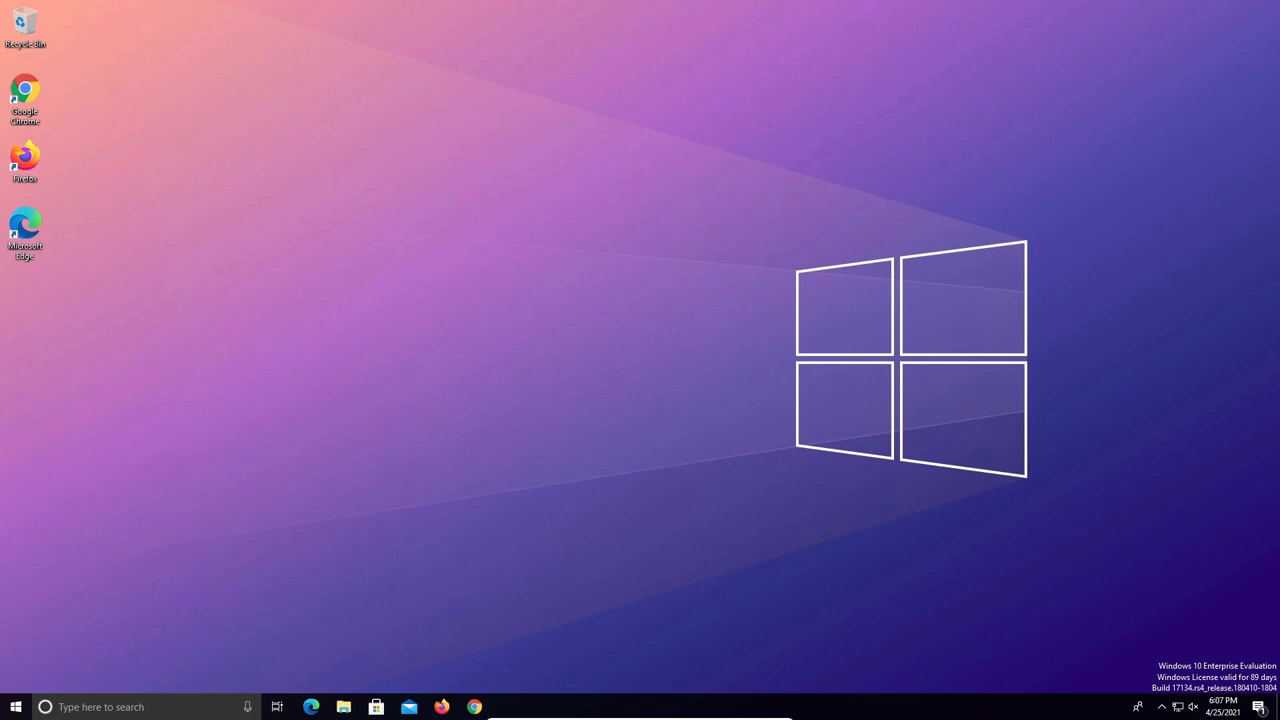 Recycle Bin
Google
Chrome
Firefox
Microsoft
Edge
Windows 10 Enterprise Evaluation
Windows License valid for 89 days
Build 17134.rs4_release.180410-1804
Type here to search
6:07 PM
4/25/2021
1